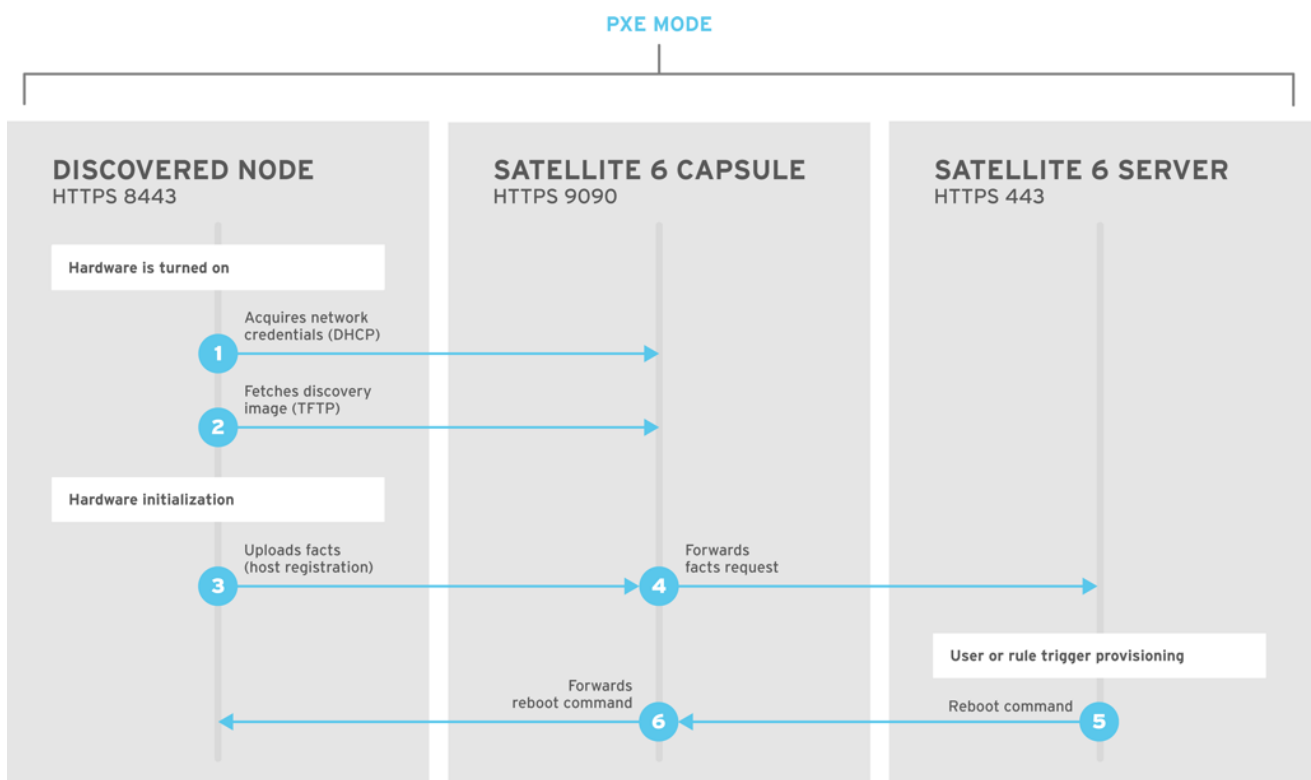 PXE MODE
DISCOVERED NODE
HTTPS 8443
SATELLITE 6 CAPSULE
HTTPS 9090
SATELLITE 6 SERVER
HTTPS 443
Hardware is turned on
Acquires network
credentials (DHCP)
1
Fetches discovery
image (TFTP)
2
Hardware initialization
Uploads facts
(host registration)
3
Forwards
facts request
4
User or rule trigger provisioning
Reboot command
5
Forwards
reboot command
6